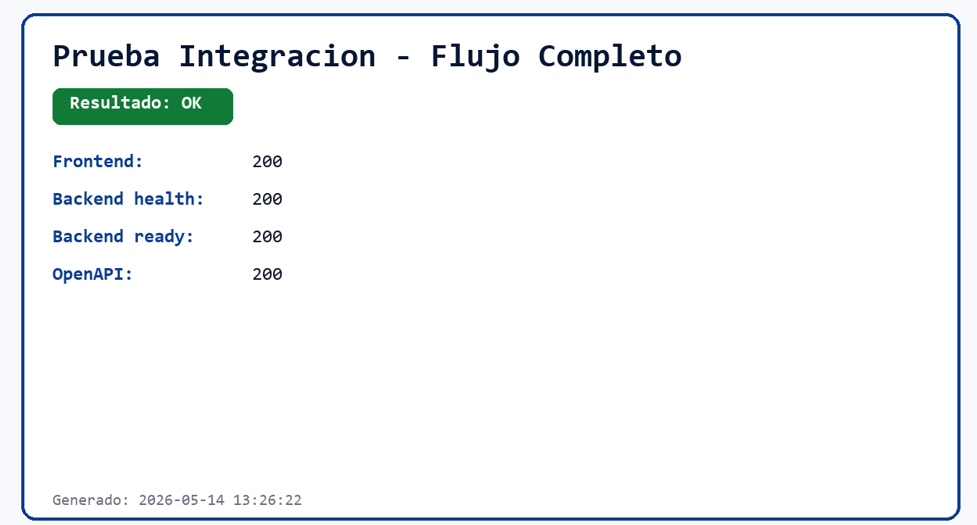 Prueba Integracion - Flujo Completo
Resultado: OK
Frontend: 200
Backend health: 200
Backend ready: 200
OpenAPI: 200
Generado: 2026-05-14 13:26:22